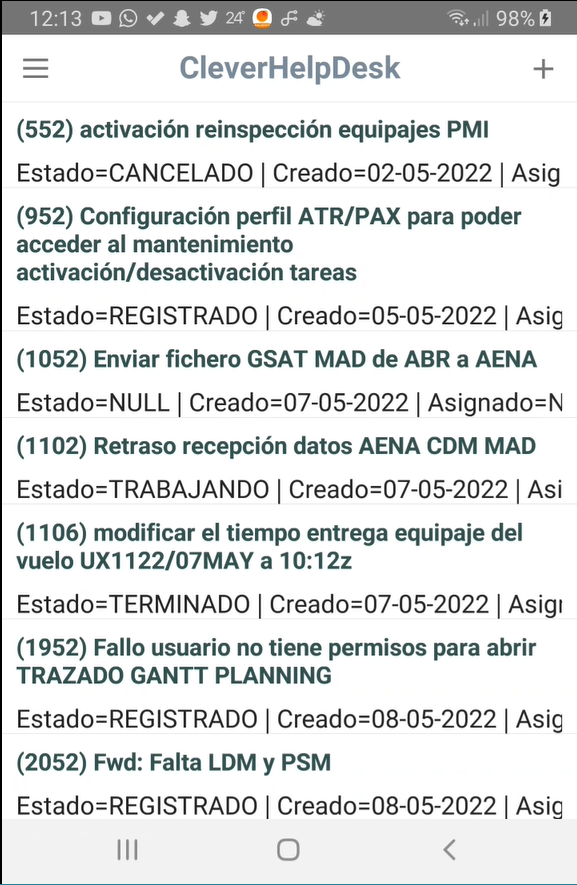 12:13 24° 98%
CleverHelpDesk
(552) activación reinspección equipajes PMI
Estado=CANCELADO | Creado=02-05-2022 | Asig
(952) Configuración perfil ATR/PAX para poder
acceder al mantenimiento
activación/desactivación tareas
Estado=REGISTRADO | Creado=05-05-2022 | Asig
(1052) Enviar fichero GSAT MAD de ABR a AENA
Estado=NULL | Creado=07-05-2022 | Asignado=N
(1102) Retraso recepción datos AENA CDM MAD
Estado=TRABAJANDO | Creado=07-05-2022 | Asi
(1106) modificar el tiempo entrega equipaje del
vuelo UX1122/07MAY a 10:12z
Estado=TERMINADO | Creado=07-05-2022 | Asign
(1952) Fallo usuario no tiene permisos para abrir
TRAZADO GANTT PLANNING
Estado=REGISTRADO | Creado=08-05-2022 | Asig
(2052) Fwd: Falta LDM y PSM
Estado=REGISTRADO | Creado=08-05-2022 | Asig